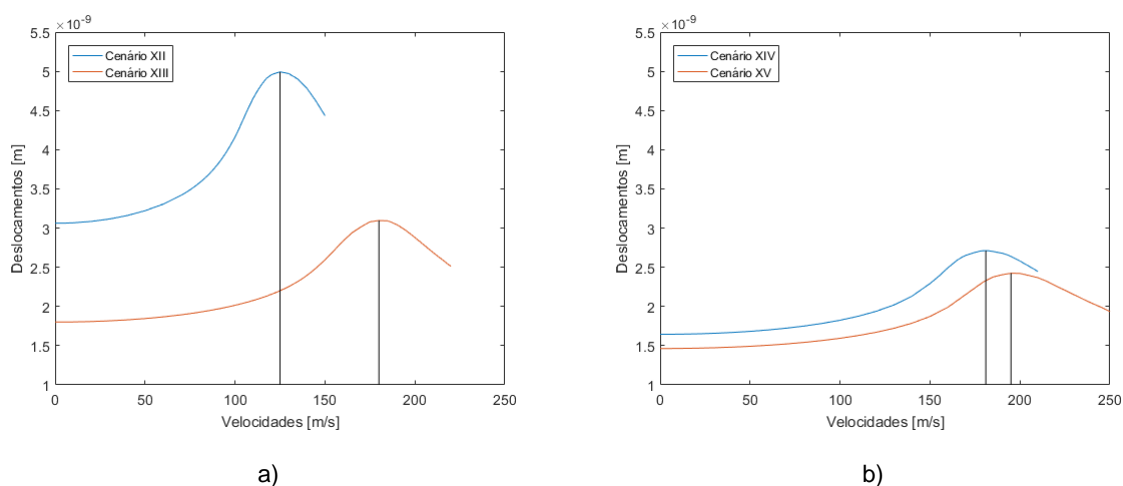 ×10⁻⁹
5.5
5
4.5
4
3.5
3
2.5
2
1.5
1
0 50 100 150 200 250
Deslocamentos [m]
Velocidades [m/s]
Cenário XII
Cenário XIII
a)
×10⁻⁹
5.5
5
4.5
4
3.5
3
2.5
2
1.5
1
0 50 100 150 200 250
Deslocamentos [m]
Velocidades [m/s]
Cenário XIV
Cenário XV
b)